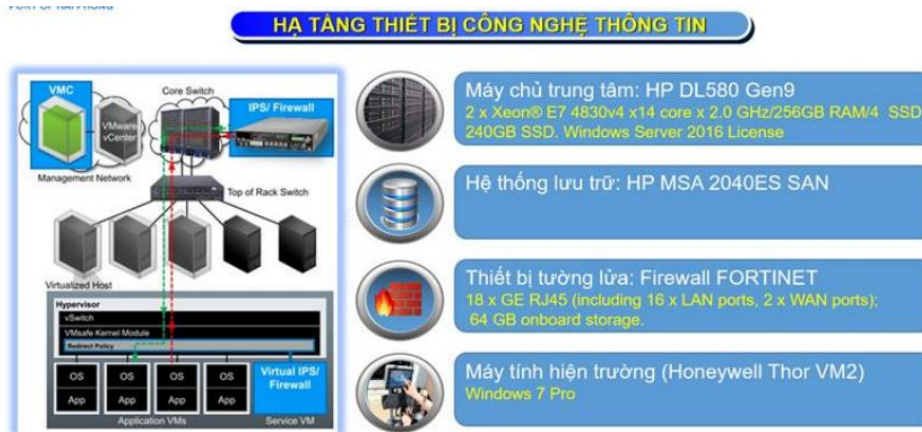 PORT OF HAI PHONG
HẠ TẦNG THIẾT BỊ CÔNG NGHỆ THÔNG TIN
VMC
VMware
vCenter
Management Network
Core Switch
IPS/ Firewall
Top of Rack Switch
Virtualized Host
Hypervisor
vSwitch
VMsafe Kernel Module
Redirect Policy
OS
OS
OS
OS
App
App
App
App
Virtual IPS/
Firewall
Application VMs
Service VM
Máy chủ trung tâm: HP DL580 Gen9
2 x Xeon® E7 4830v4 x14 core x 2.0 GHz/256GB RAM/4 SSD
240GB SSD. Windows Server 2016 License
Hệ thống lưu trữ: HP MSA 2040ES SAN
Thiết bị tường lửa: Firewall FORTINET
18 x GE RJ45 (including 16 x LAN ports, 2 x WAN ports);
64 GB onboard storage.
Máy tính hiện trường (Honeywell Thor VM2)
Windows 7 Pro